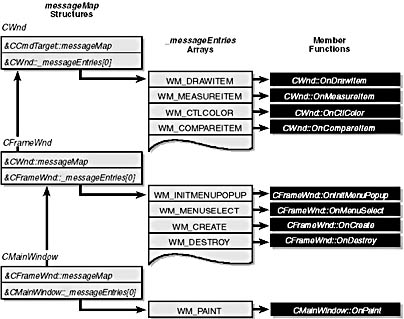 messageMap
Structures
_messageEntries
Arrays
Member
Functions
CWnd
&CCmdTarget::messageMap
&CWnd::_messageEntries[0]
WM_DRAWITEM
CWnd::OnDrawItem
WM_MEASUREITEM
CWnd::OnMeasureItem
WM_CTLCOLOR
CWnd::OnCtlColor
WM_COMPAREITEM
CWnd::OnCompareItem
CFrameWnd
&CWnd::messageMap
&CFrameWnd::_messageEntries[0]
WM_INITMENUPOPUP
CFrameWnd::OnInitMenuPopup
WM_MENUSELECT
CFrameWnd::OnMenuSelect
WM_CREATE
CFrameWnd::OnCreate
WM_DESTROY
CFrameWnd::OnDestroy
CMainWindow
&CFrameWnd::messageMap
&CMainWindow::_messageEntries[0]
WM_PAINT
CMainWindow::OnPaint